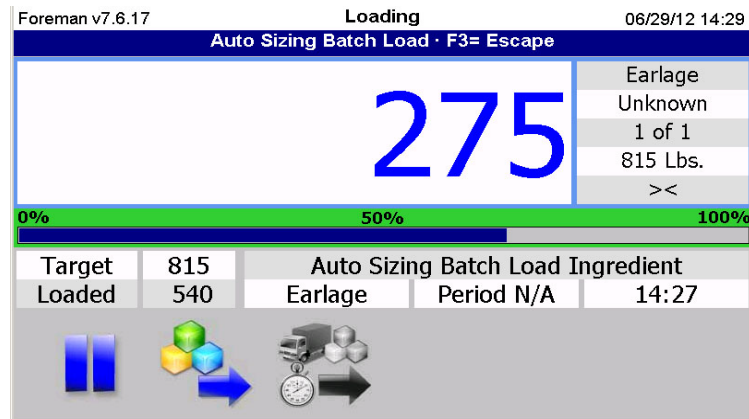 Foreman v7.6.17 Loading 06/29/12 14:29
Auto Sizing Batch Load · F3= Escape
275
Earlage
Unknown
1 of 1
815 Lbs.
><
0% 50% 100%
Target 815 Auto Sizing Batch Load Ingredient
Loaded 540 Earlage Period N/A 14:27